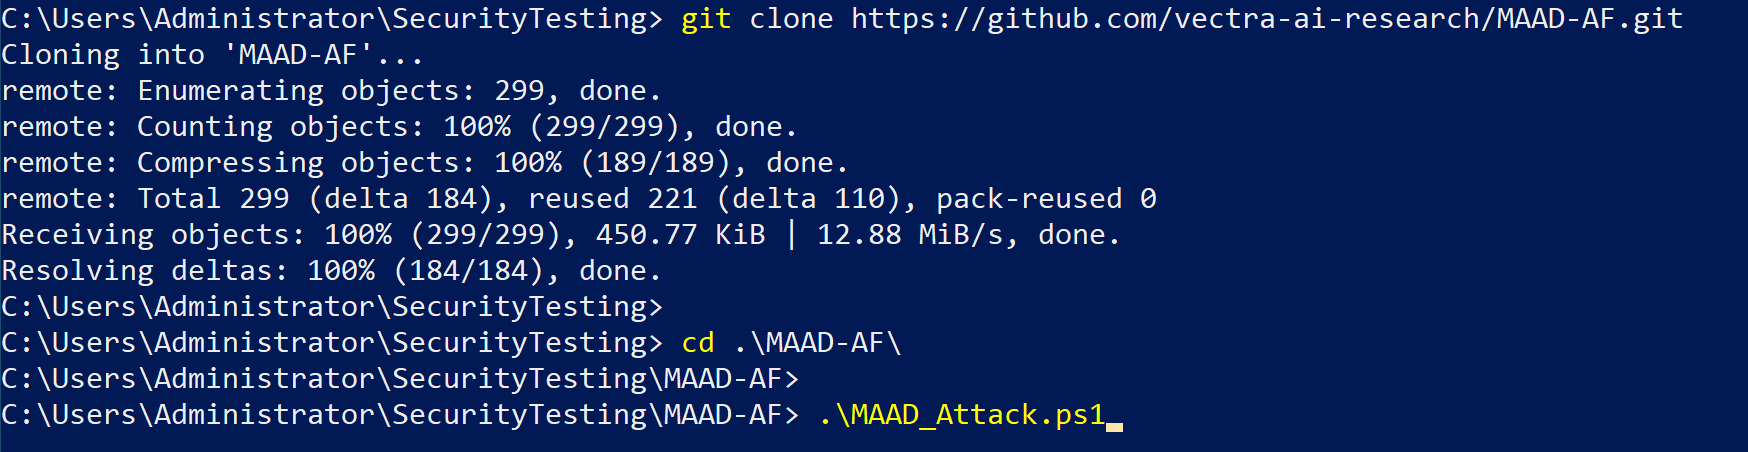 C:\Users\Administrator\SecurityTesting> git clone https://github.com/vectra-ai-research/MAAD-AF.git
Cloning into 'MAAD-AF'...
remote: Enumerating objects: 299, done.
remote: Counting objects: 100% (299/299), done.
remote: Compressing objects: 100% (189/189), done.
remote: Total 299 (delta 184), reused 221 (delta 110), pack-reused 0
Receiving objects: 100% (299/299), 450.77 KiB | 12.88 MiB/s, done.
Resolving deltas: 100% (184/184), done.
C:\Users\Administrator\SecurityTesting>
C:\Users\Administrator\SecurityTesting> cd .\MAAD-AF\
C:\Users\Administrator\SecurityTesting\MAAD-AF>
C:\Users\Administrator\SecurityTesting\MAAD-AF> .\MAAD_Attack.ps1